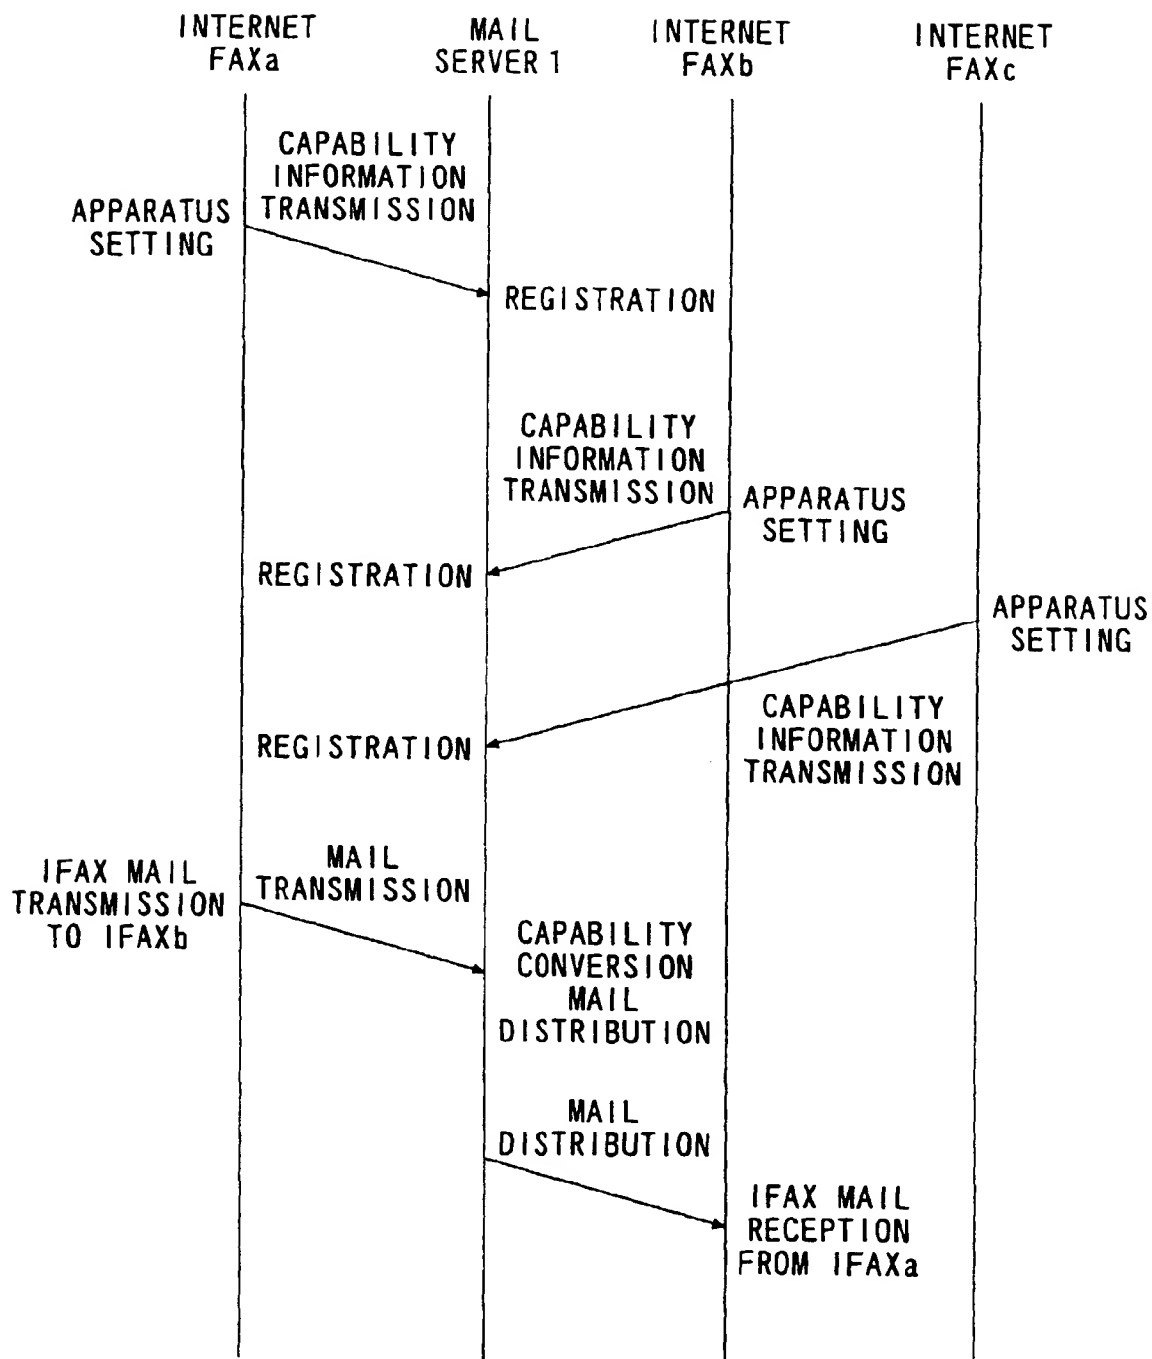 INTERNET
FAXa
MAIL
SERVER 1
INTERNET
FAXb
INTERNET
FAXc
CAPABILITY
INFORMATION
TRANSMISSION
APPARATUS
SETTING
REGISTRATION
CAPABILITY
INFORMATION
TRANSMISSION
APPARATUS
SETTING
REGISTRATION
APPARATUS
SETTING
CAPABILITY
INFORMATION
TRANSMISSION
REGISTRATION
IFAX MAIL
TRANSMISSION
TO IFAXb
MAIL
TRANSMISSION
CAPABILITY
CONVERSION
MAIL
DISTRIBUTION
MAIL
DISTRIBUTION
IFAX MAIL
RECEPTION
FROM IFAXa